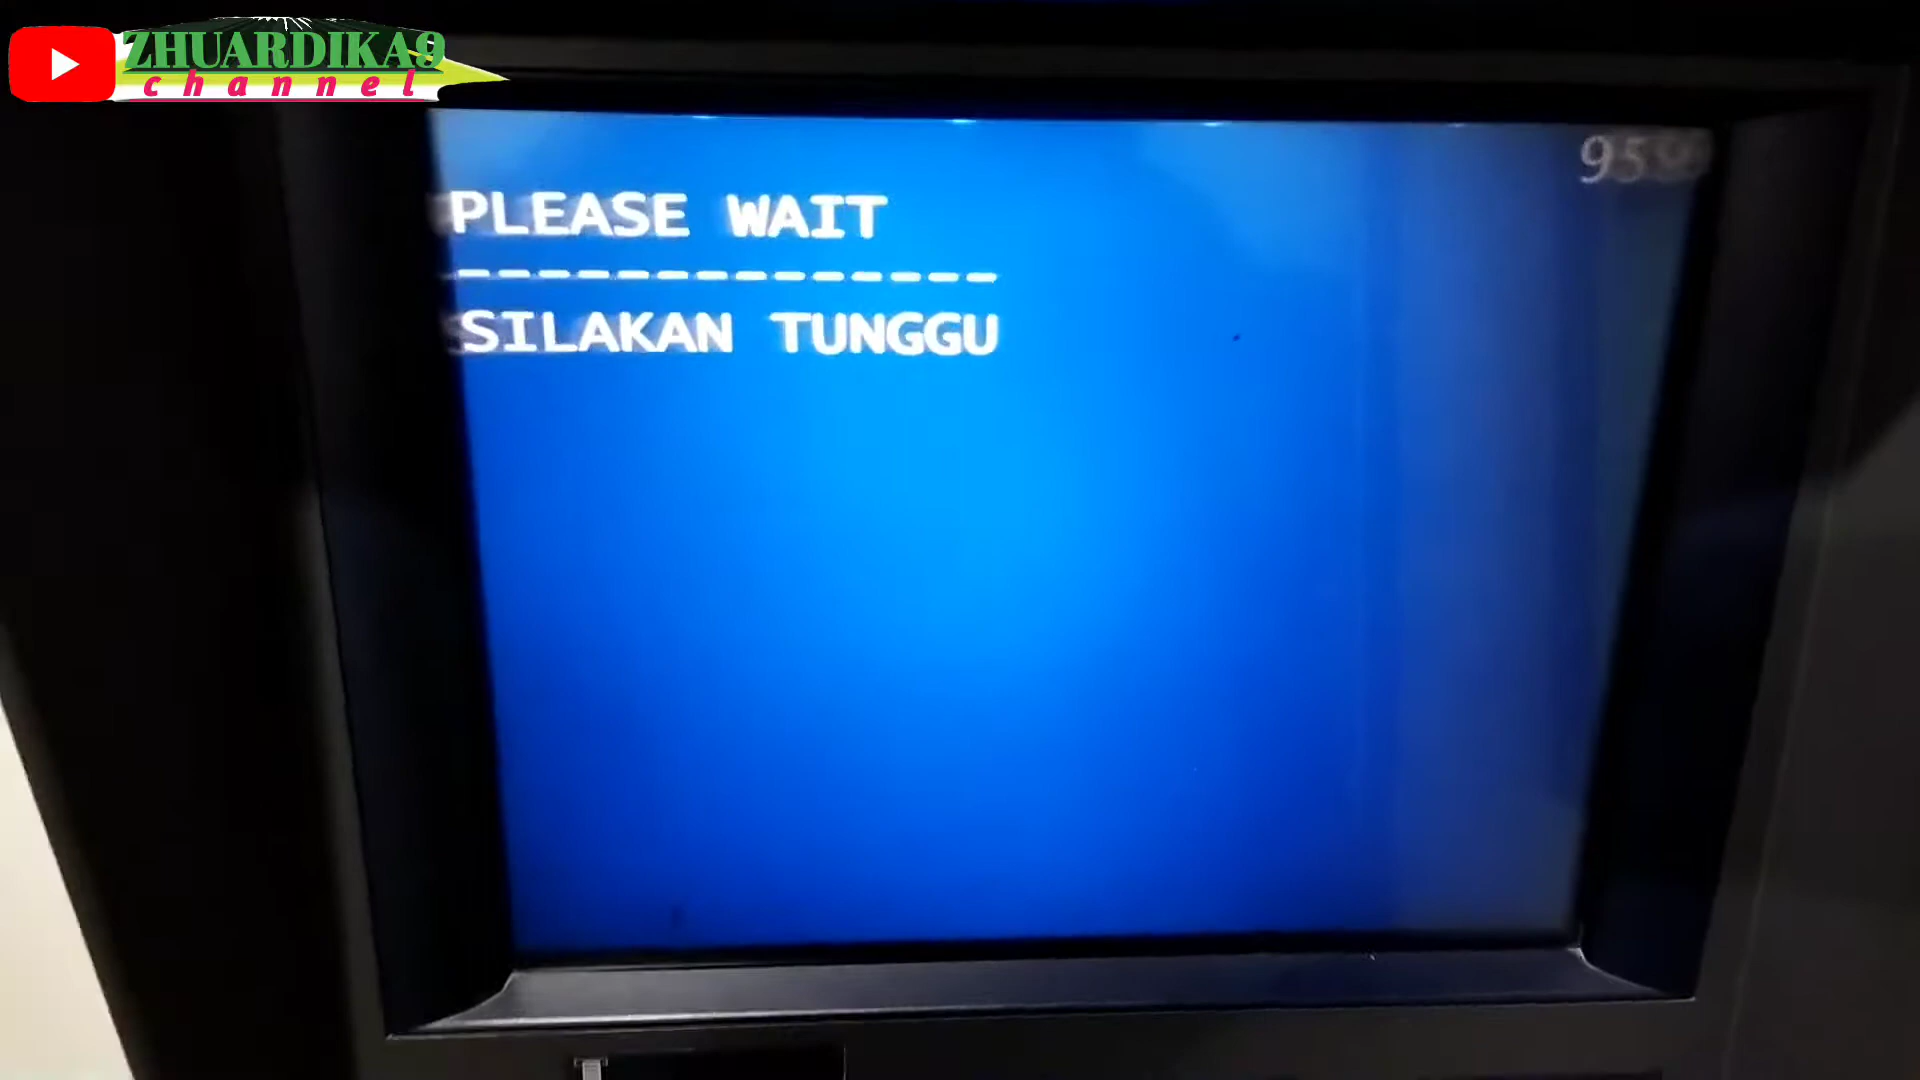 ZHUARDIKA9
channel
PLEASE WAIT
---------------
SILAKAN TUNGGU